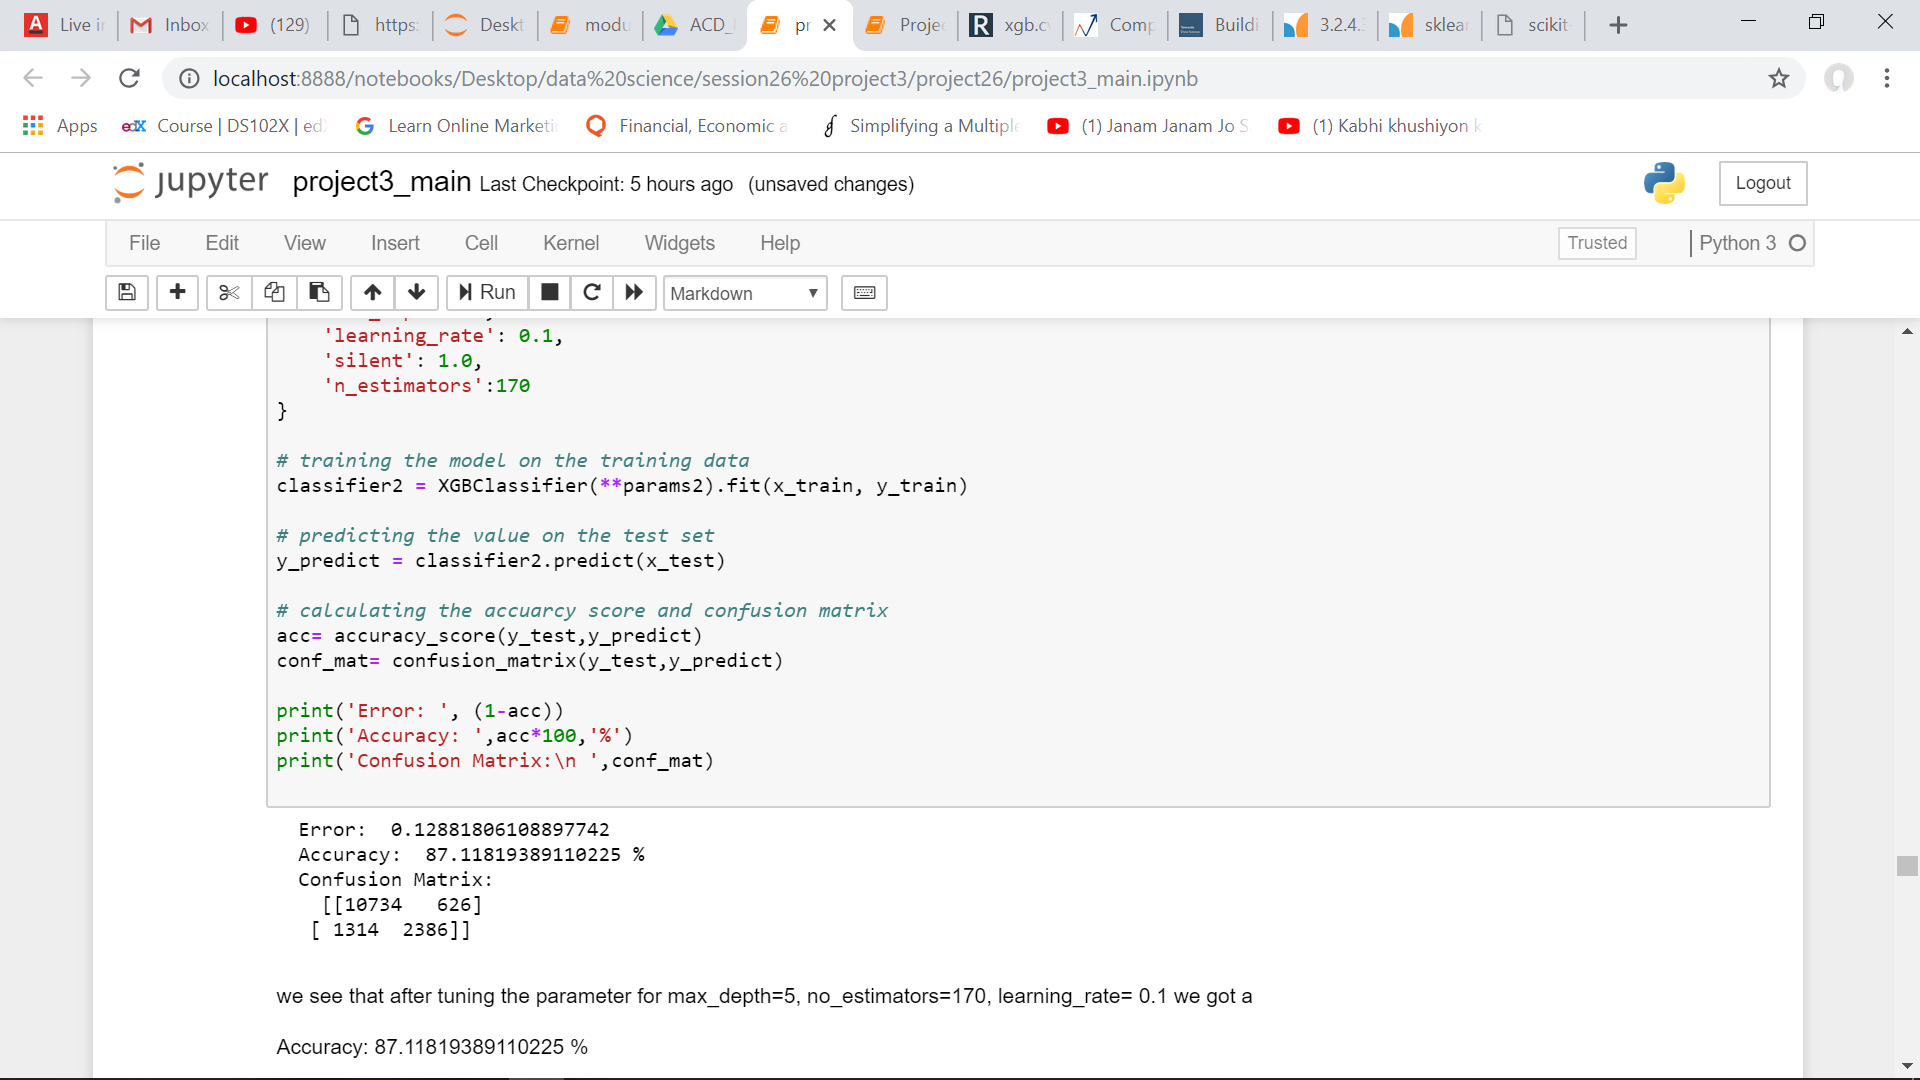 Live i
Inbox
(129)
https:
Deskt
modu
ACD_
pr
Projec
R xgb.c
Comp
Buildi
3.2.4.
sklear
scikit-
localhost:8888/notebooks/Desktop/data%20science/session26%20project3/project26/project3_main.ipynb
Apps
edX Course | DS102X | ed
Learn Online Marketi
Financial, Economic a
Simplifying a Multiple
(1) Janam Janam Jo S
(1) Kabhi khushiyon k
jupyter project3_main Last Checkpoint: 5 hours ago (unsaved changes)
Logout
File Edit View Insert Cell Kernel Widgets Help
Trusted
Python 3
Run
Markdown
'learning_rate': 0.1,
'silent': 1.0,
'n_estimators':170
}
# training the model on the training data
classifier2 = XGBClassifier(**params2).fit(x_train, y_train)
# predicting the value on the test set
y_predict = classifier2.predict(x_test)
# calculating the accuarcy score and confusion matrix
acc= accuracy_score(y_test,y_predict)
conf_mat= confusion_matrix(y_test,y_predict)
print('Error: ', (1-acc))
print('Accuracy: ',acc*100,'%')
print('Confusion Matrix:\n ',conf_mat)
Error:  0.12881806108897742
Accuracy:  87.11819389110225 %
Confusion Matrix:
[[10734   626]
[ 1314  2386]]
we see that after tuning the parameter for max_depth=5, no_estimators=170, learning_rate= 0.1 we got a
Accuracy: 87.11819389110225 %